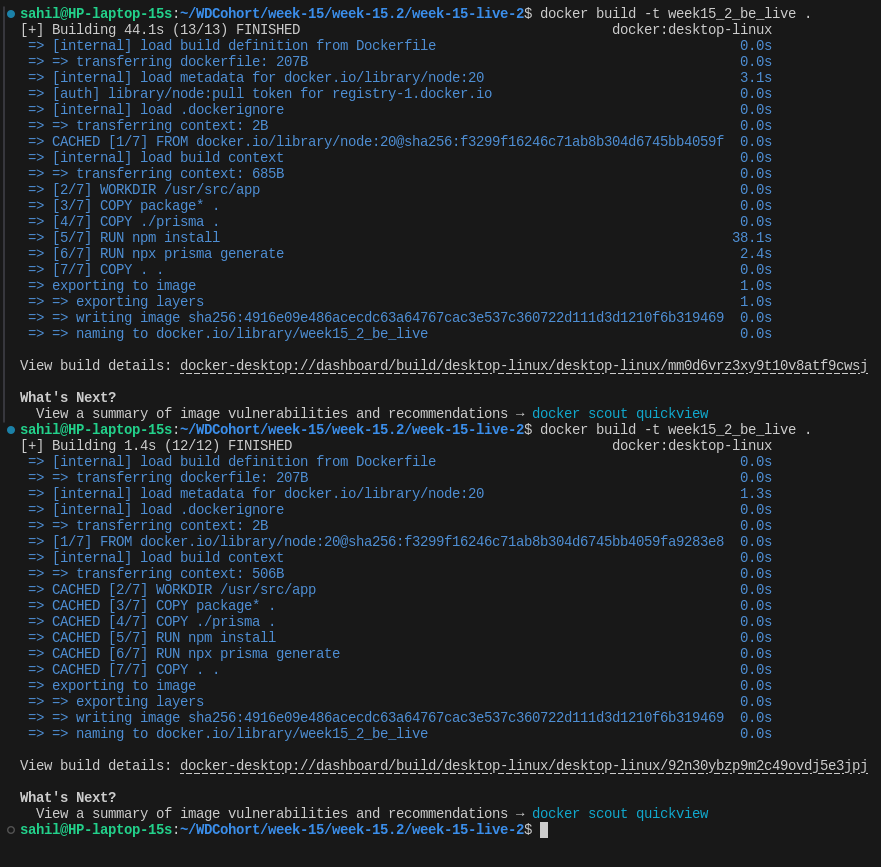 sahil@HP-laptop-15s:~/WDCohort/week-15/week-15.2/week-15-live-2$ docker build -t week15_2_be_live .
[+] Building 44.1s (13/13) FINISHED docker:desktop-linux
=> [internal] load build definition from Dockerfile 0.0s
=> => transferring dockerfile: 207B 0.0s
=> [internal] load metadata for docker.io/library/node:20 3.1s
=> [auth] library/node:pull token for registry-1.docker.io 0.0s
=> [internal] load .dockerignore 0.0s
=> => transferring context: 2B 0.0s
=> CACHED [1/7] FROM docker.io/library/node:20@sha256:f3299f16246c71ab8b304d6745bb4059f 0.0s
=> [internal] load build context 0.0s
=> => transferring context: 685B 0.0s
=> [2/7] WORKDIR /usr/src/app 0.0s
=> [3/7] COPY package* . 0.0s
=> [4/7] COPY ./prisma . 0.0s
=> [5/7] RUN npm install 38.1s
=> [6/7] RUN npx prisma generate 2.4s
=> [7/7] COPY . . 0.0s
=> exporting to image 1.0s
=> => exporting layers 1.0s
=> => writing image sha256:4916e09e486acecdc63a64767cac3e537c360722d111d3d1210f6b319469 0.0s
=> => naming to docker.io/library/week15_2_be_live 0.0s
View build details: docker-desktop://dashboard/build/desktop-linux/desktop-linux/mm0d6vrz3xy9t10v8atf9cwsj
What's Next?
View a summary of image vulnerabilities and recommendations → docker scout quickview
sahil@HP-laptop-15s:~/WDCohort/week-15/week-15.2/week-15-live-2$ docker build -t week15_2_be_live .
[+] Building 1.4s (12/12) FINISHED docker:desktop-linux
=> [internal] load build definition from Dockerfile 0.0s
=> => transferring dockerfile: 207B 0.0s
=> [internal] load metadata for docker.io/library/node:20 1.3s
=> [internal] load .dockerignore 0.0s
=> => transferring context: 2B 0.0s
=> [1/7] FROM docker.io/library/node:20@sha256:f3299f16246c71ab8b304d6745bb4059fa9283e8 0.0s
=> [internal] load build context 0.0s
=> => transferring context: 506B 0.0s
=> CACHED [2/7] WORKDIR /usr/src/app 0.0s
=> CACHED [3/7] COPY package* . 0.0s
=> CACHED [4/7] COPY ./prisma . 0.0s
=> CACHED [5/7] RUN npm install 0.0s
=> CACHED [6/7] RUN npx prisma generate 0.0s
=> CACHED [7/7] COPY . . 0.0s
=> exporting to image 0.0s
=> => exporting layers 0.0s
=> => writing image sha256:4916e09e486acecdc63a64767cac3e537c360722d111d3d1210f6b319469 0.0s
=> => naming to docker.io/library/week15_2_be_live 0.0s
View build details: docker-desktop://dashboard/build/desktop-linux/desktop-linux/92n30ybzp9m2c49ovdj5e3jpj
What's Next?
View a summary of image vulnerabilities and recommendations → docker scout quickview
sahil@HP-laptop-15s:~/WDCohort/week-15/week-15.2/week-15-live-2$